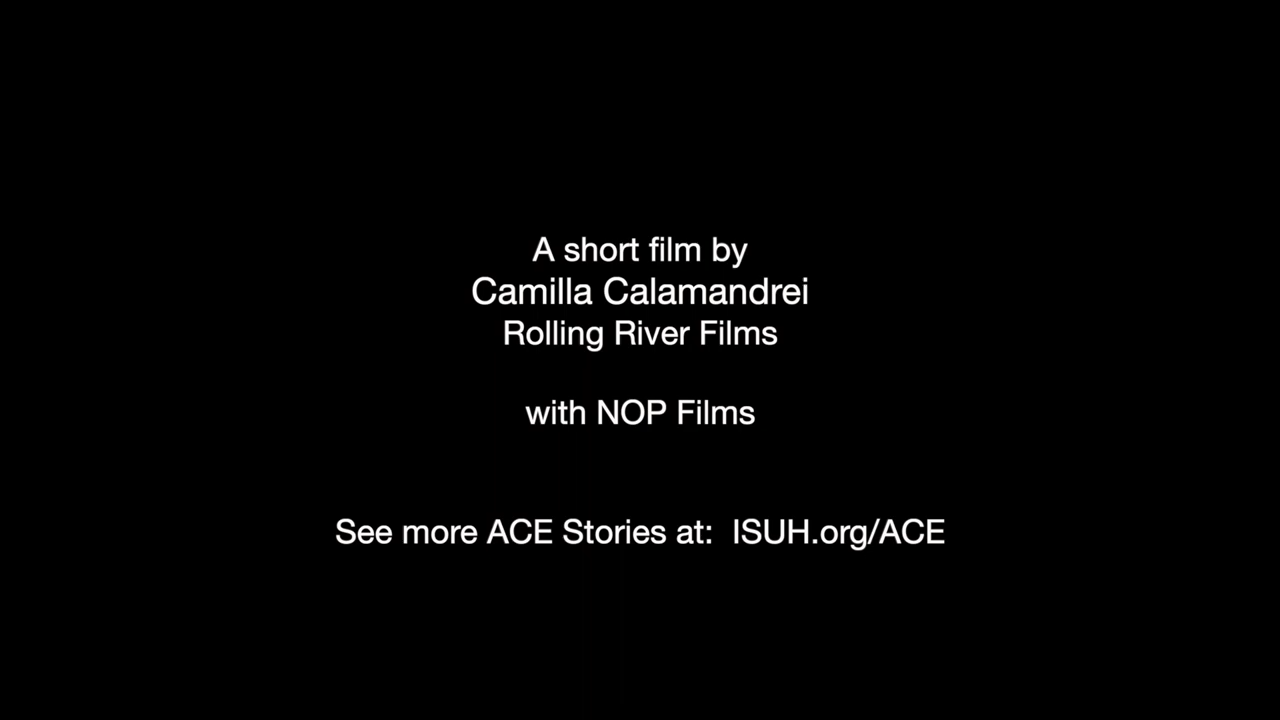 A short film by
Camilla Calamandrei
Rolling River Films
with NOP Films
See more ACE Stories at:  ISUH.org/ACE